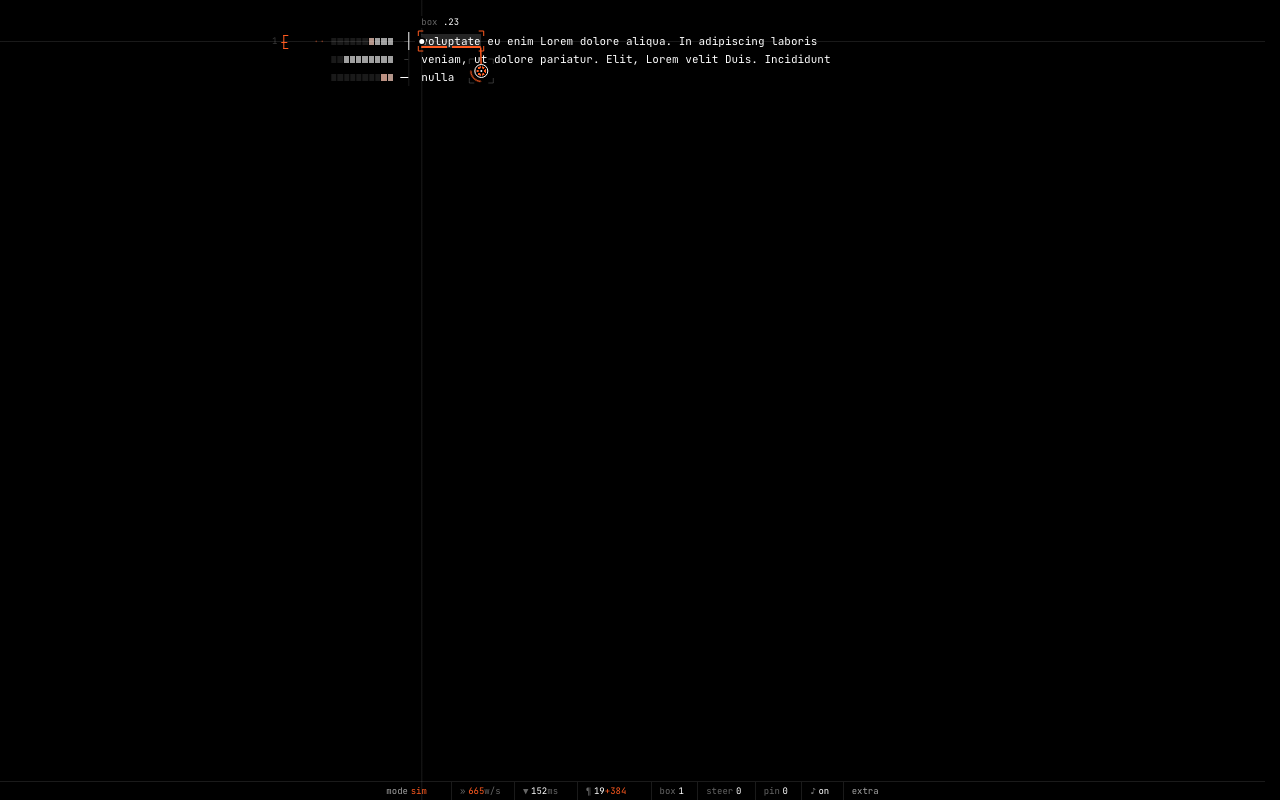 box .23
1 voluptate eu enim Lorem dolore aliqua. In adipiscing laboris
veniam, ut dolore pariatur. Elit, Lorem velit Duis. Incididunt
nulla
mode sim » 665w/s ▼ 152ms ¶ 19+384 box 1 steer 0 pin 0 ♪ on extra